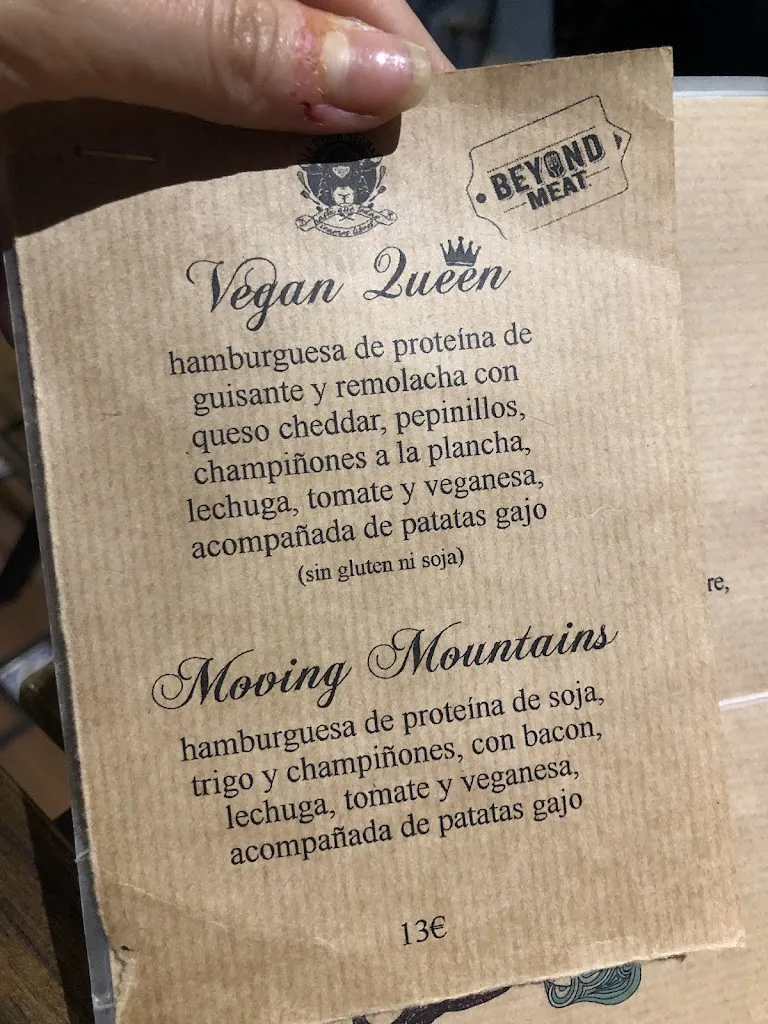 BEYOND
MEAT
Vegan Queen
hamburguesa de proteína de
guisante y remolacha con
queso cheddar, pepinillos,
champiñones a la plancha,
lechuga, tomate y veganesa,
acompañada de patatas gajo
(sin gluten ni soja)
re,
Moving Mountains
hamburguesa de proteína de soja,
trigo y champiñones, con bacon,
lechuga, tomate y veganesa,
acompañada de patatas gajo
13€